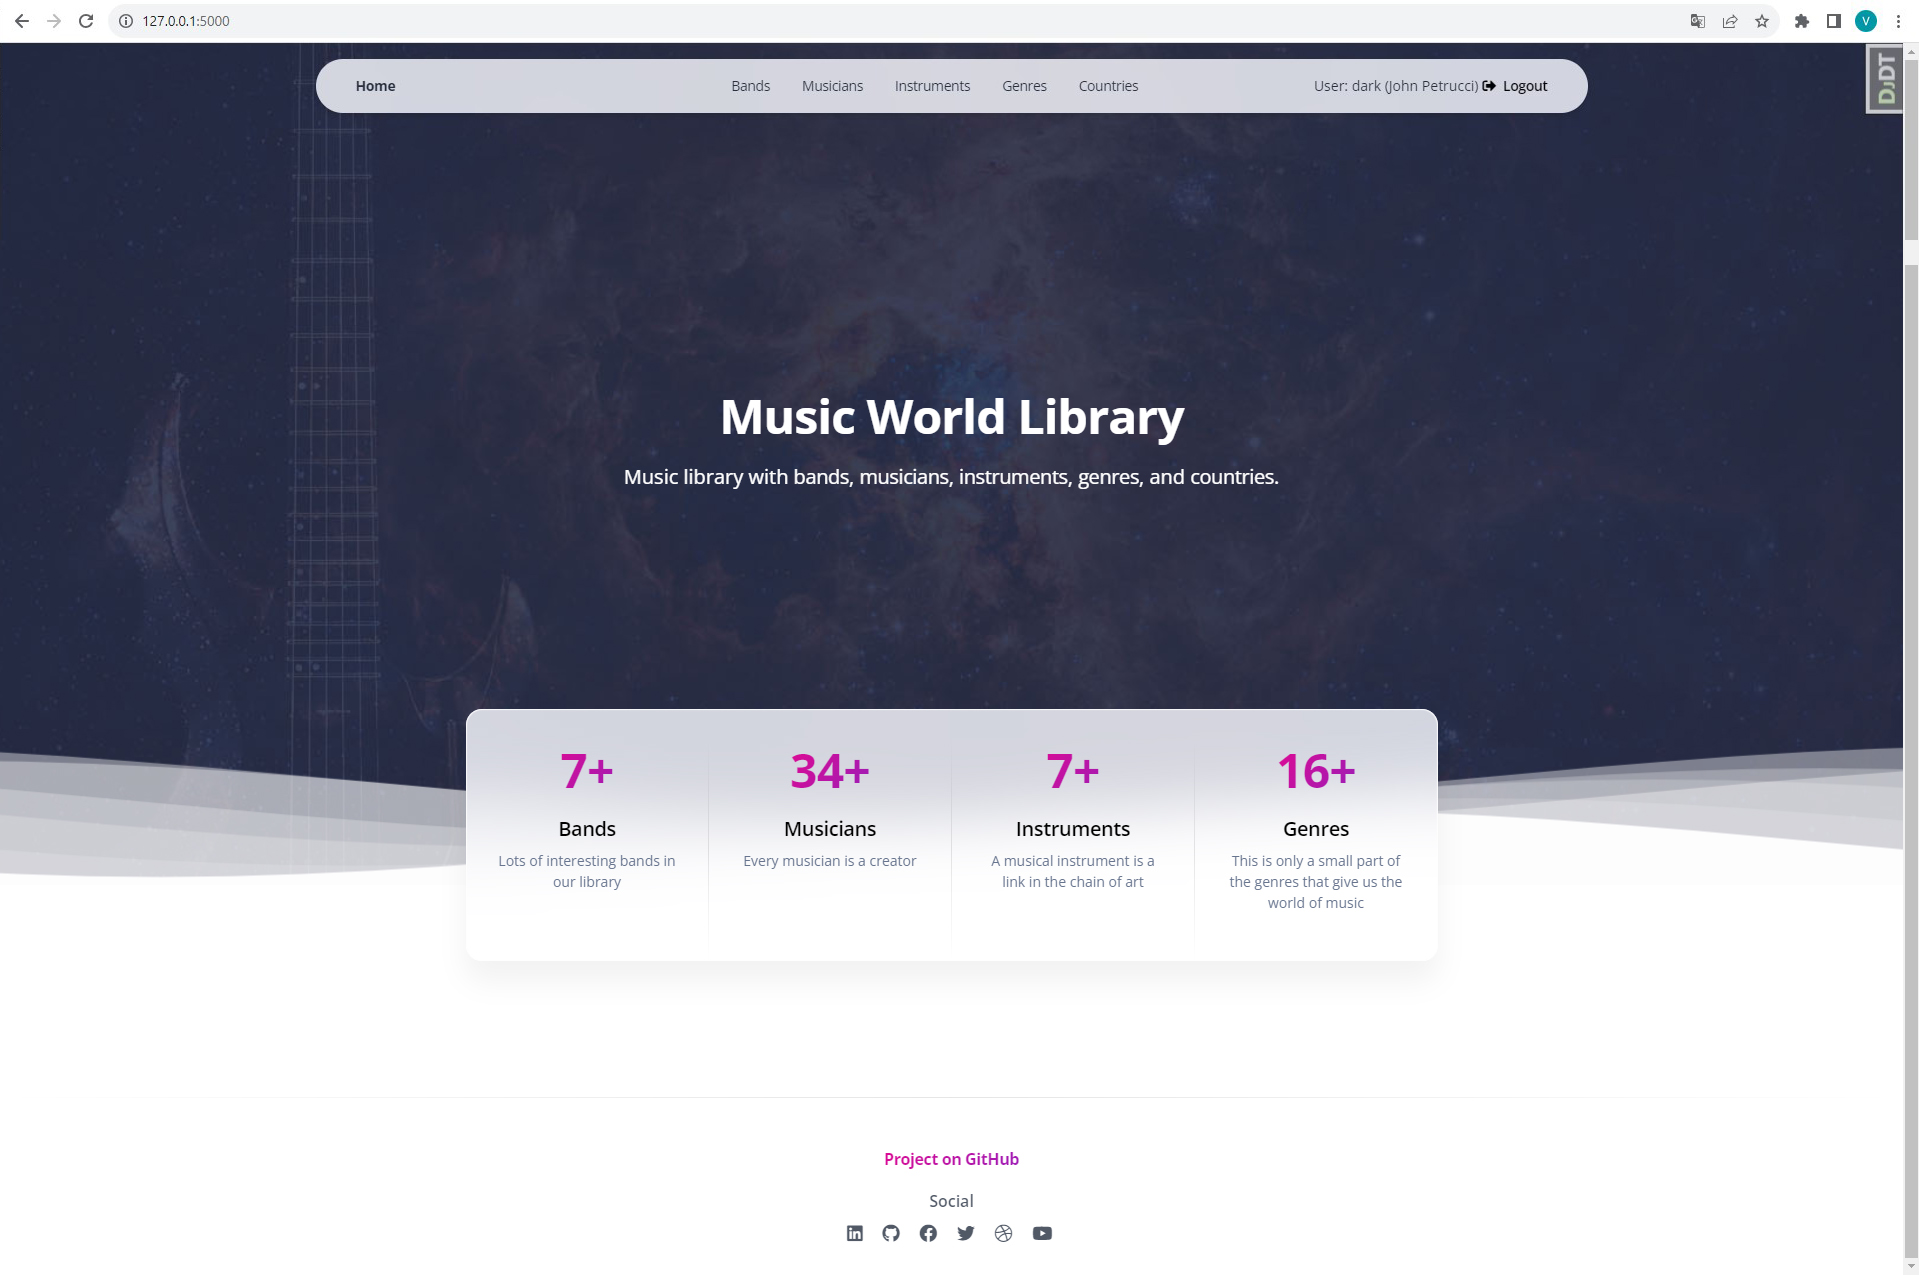 127.0.0.1:5000
Home Bands Musicians Instruments Genres Countries User: dark (John Petrucci) Logout
DjDT
V
Music World Library
Music library with bands, musicians, instruments, genres, and countries.
7+
Bands
Lots of interesting bands in
our library
34+
Musicians
Every musician is a creator
7+
Instruments
A musical instrument is a
link in the chain of art
16+
Genres
This is only a small part of
the genres that give us the
world of music
Project on GitHub
Social